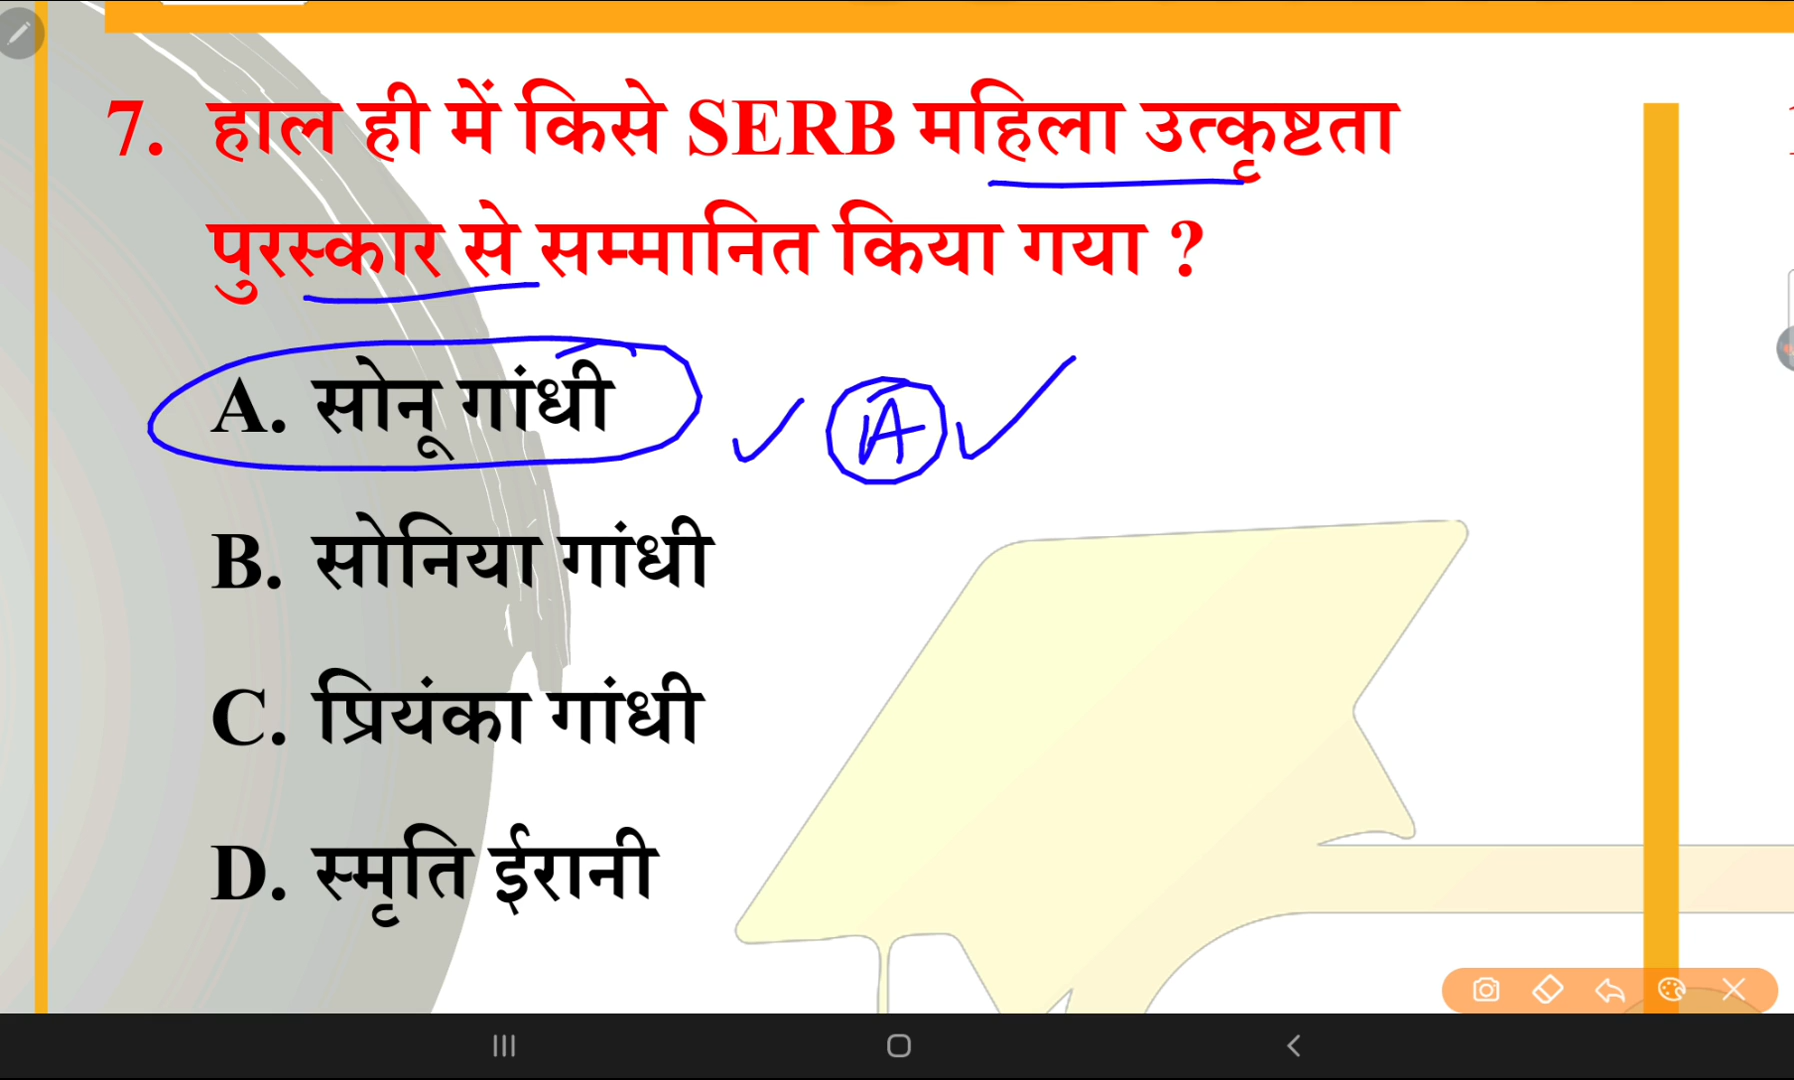 7. हाल ही में किसे SERB महिला उत्कृष्टता
पुरस्कार से सम्मानित किया गया ?
A. सोनू गांधी
A
B. सोनिया गांधी
C. प्रियंका गांधी
D. स्मृति ईरानी